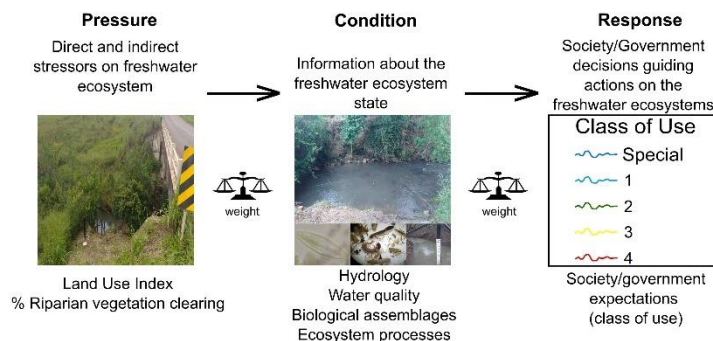 Pressure
Direct and indirect
stressors on freshwater
ecosystem
Land Use Index
% Riparian vegetation clearing
weight
Condition
Information about the
freshwater ecosystem
state
Hydrology
Water quality
Biological assemblages
Ecosystem processes
weight
Response
Society/Government
decisions guiding
actions on the
freshwater ecosystems
Class of Use
Special
1
2
3
4
Society/government
expectations
(class of use)